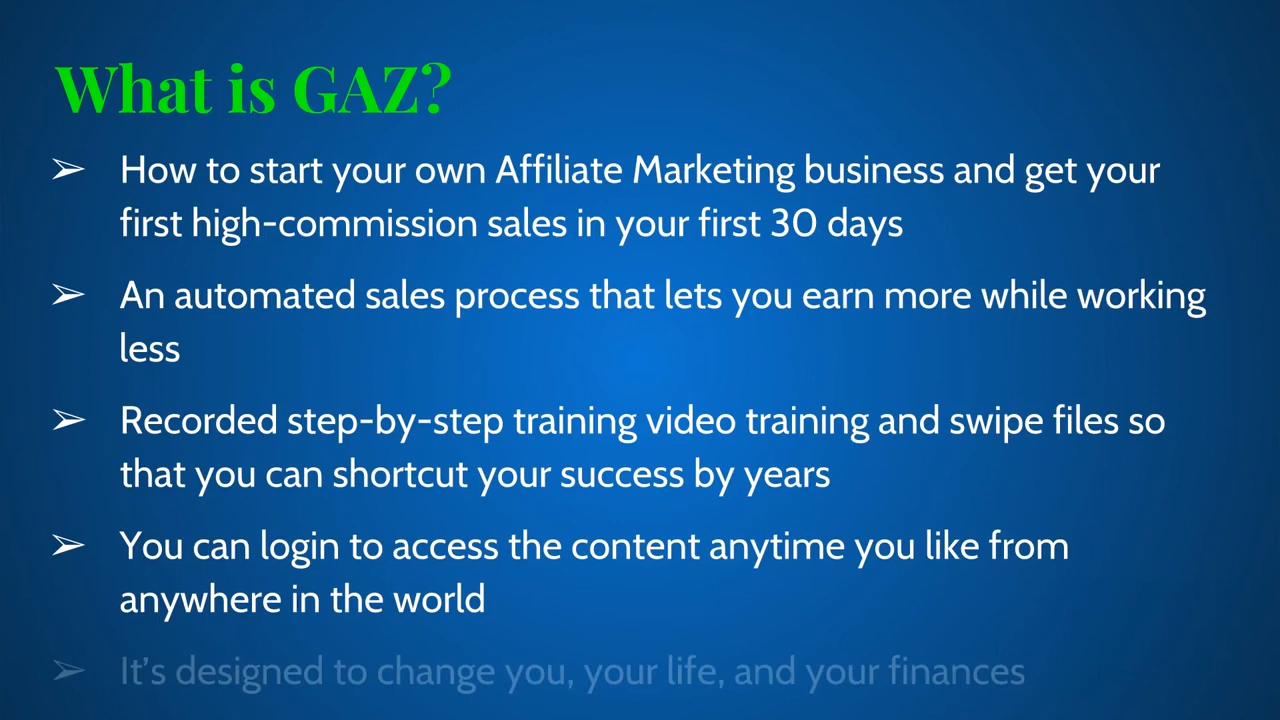 What is GAZ?
➢ How to start your own Affiliate Marketing business and get your
first high-commission sales in your first 30 days
➢ An automated sales process that lets you earn more while working
less
➢ Recorded step-by-step training video training and swipe files so
that you can shortcut your success by years
➢ You can login to access the content anytime you like from
anywhere in the world
➢ It’s designed to change you, your life, and your finances